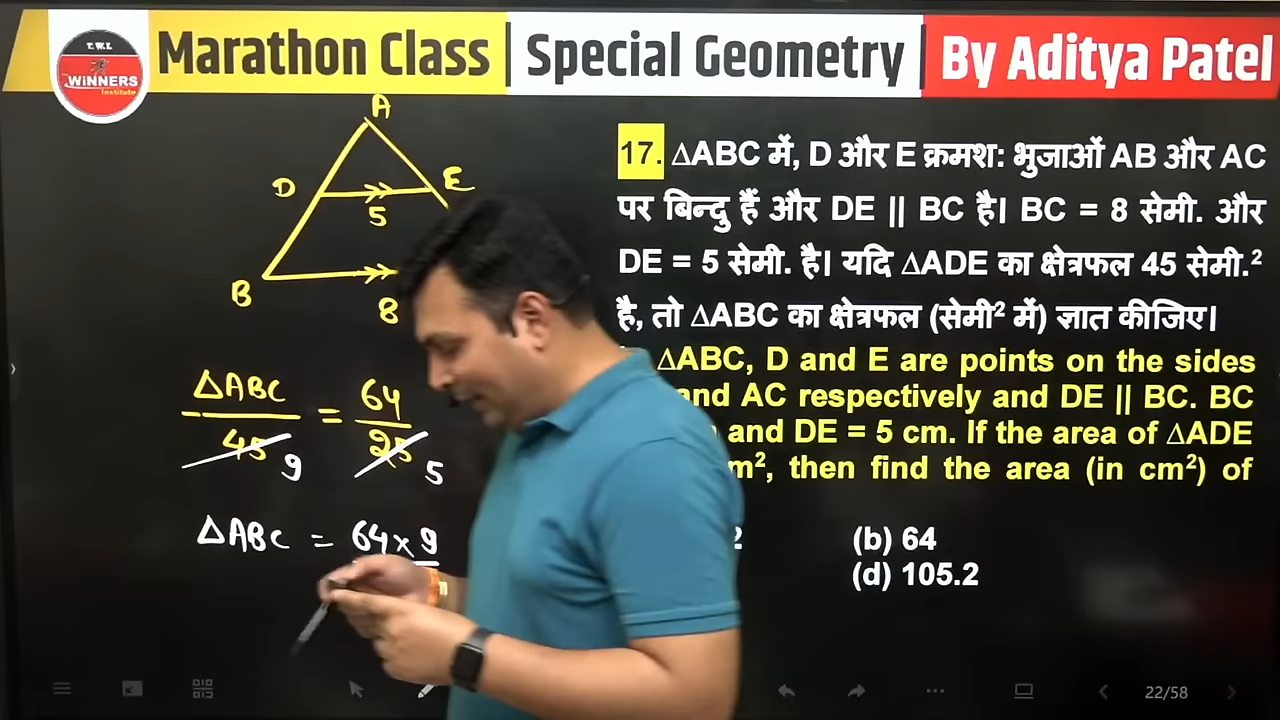 T.W.I.
The
WINNERS
Institute
Marathon Class | Special Geometry By Aditya Patel
A
D
E
5
B
8
17. ∆ABC में, D और E क्रमश: भुजाओं AB और AC
पर बिन्दु हैं और DE || BC है। BC = 8 सेमी. और
DE = 5 सेमी. है। यदि ∆ADE का क्षेत्रफल 45 सेमी.²
है, तो ∆ABC का क्षेत्रफल (सेमी² में) ज्ञात कीजिए।
∆ABC, D and E are points on the sides
and AC respectively and DE || BC. BC
and DE = 5 cm. If the area of ∆ADE
m², then find the area (in cm²) of
(b) 64
(d) 105.2
∆ABC = 64
45 9 25 5
∆ABC = 64×9
22/58